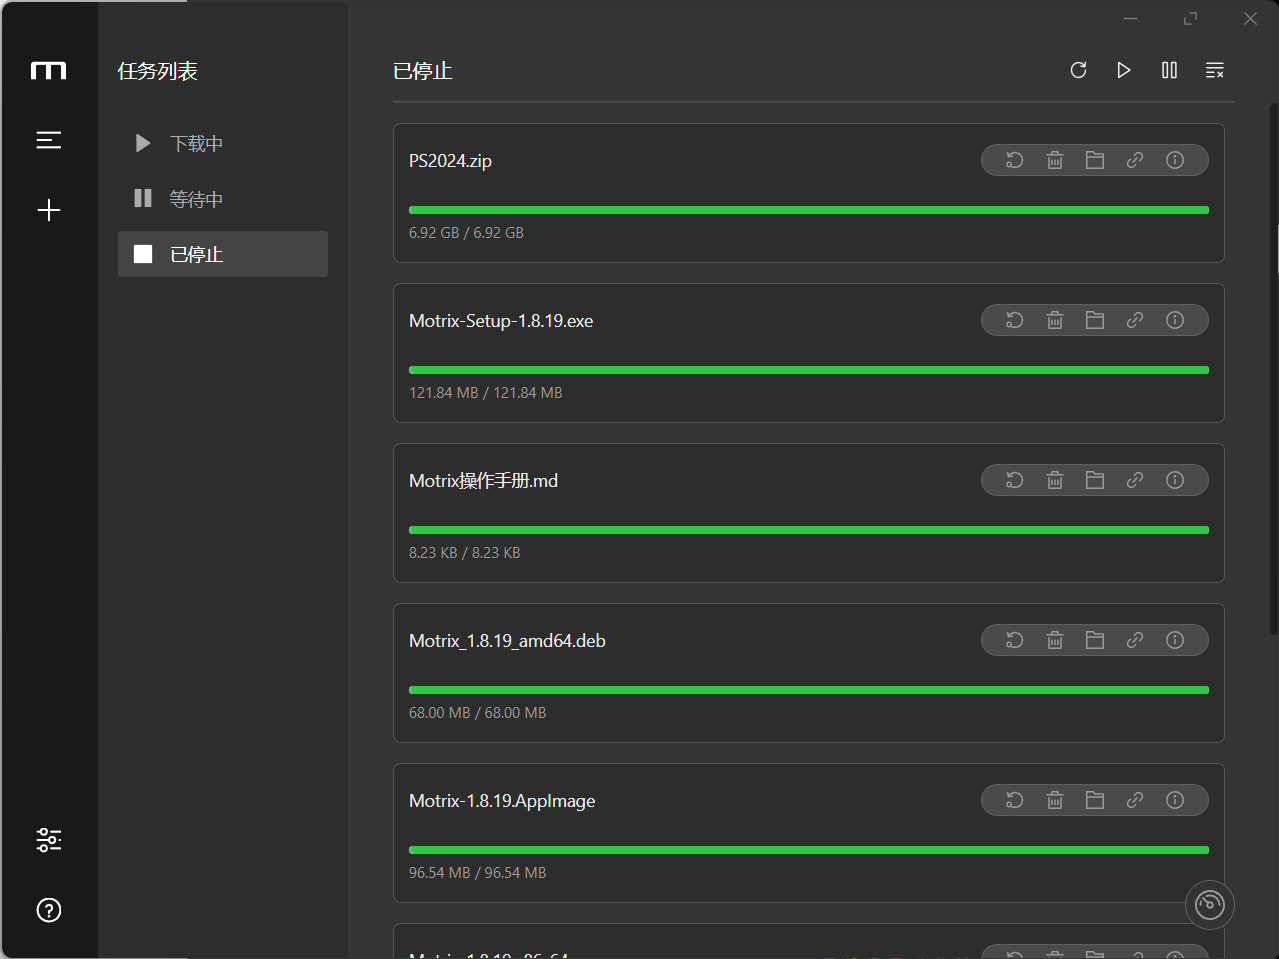 任务列表
下载中
等待中
已停止
已停止
PS2024.zip
6.92 GB / 6.92 GB
Motrix-Setup-1.8.19.exe
121.84 MB / 121.84 MB
Motrix操作手册.md
8.23 KB / 8.23 KB
Motrix_1.8.19_amd64.deb
68.00 MB / 68.00 MB
Motrix-1.8.19.AppImage
96.54 MB / 96.54 MB